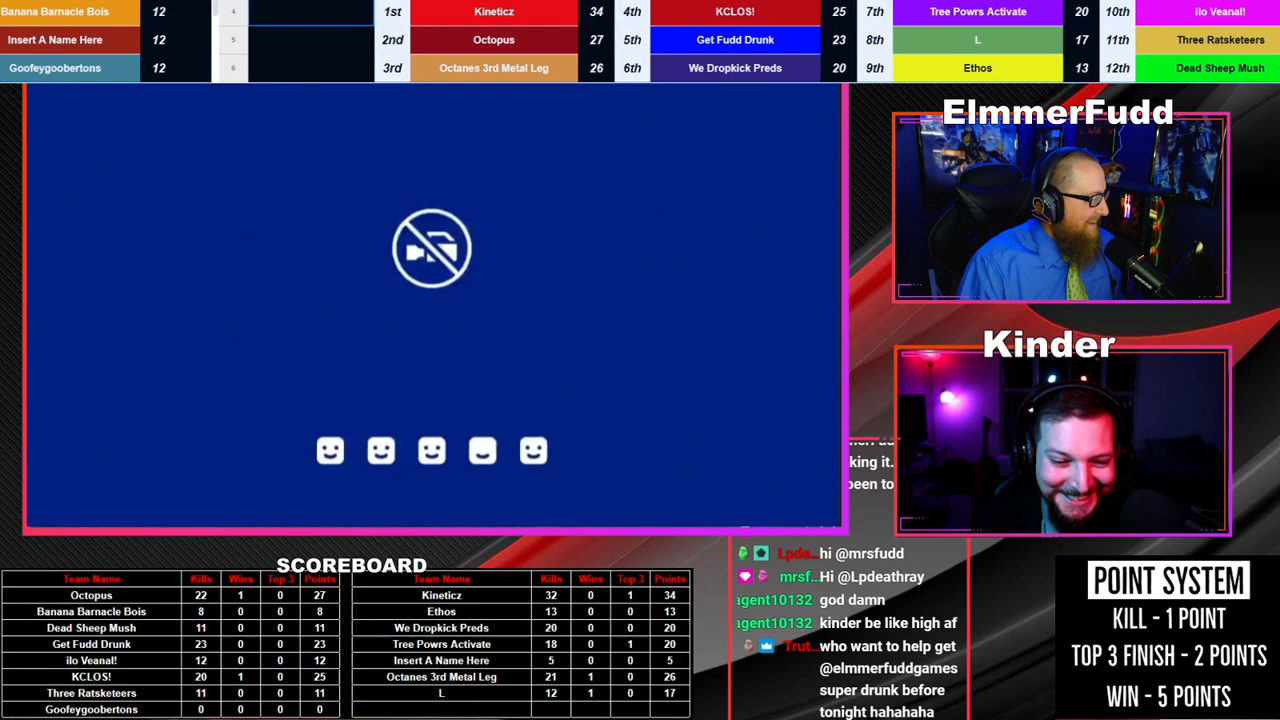 Banana Barnacle Bois 12 4 1st Kineticz 34 4th KCLOS! 25 7th Tree Powrs Activate 20 10th ilo Veanal!
Insert A Name Here 12 5 2nd Octopus 27 5th Get Fudd Drunk 23 8th L 17 11th Three Ratsketeers
Goofeygoobertons 12 6 3rd Octanes 3rd Metal Leg 26 6th We Dropkick Preds 20 9th Ethos 13 12th Dead Sheep Mush
ElmmerFudd
Kinder
king it.
been to
hi @mrsfudd
mrsf... Hi @Lpdeathray
agent10132 god damn
agent10132 kinder be like high af
Trut... who want to help get
@elmmerfuddgames
super drunk before
tonight hahahaha
SCOREBOARD
Team Name Kills Wins Top 3 Points
Octopus 22 1 0 27
Banana Barnacle Bois 8 0 0 8
Dead Sheep Mush 11 0 0 11
Get Fudd Drunk 23 0 0 23
ilo Veanal! 12 0 0 12
KCLOS! 20 1 0 25
Three Ratsketeers 11 0 0 11
Goofeygoobertons 0 0 0 0
Team Name Kills Wins Top 3 Points
Kineticz 32 0 1 34
Ethos 13 0 0 13
We Dropkick Preds 20 0 0 20
Tree Powrs Activate 18 0 1 20
Insert A Name Here 5 0 0 5
Octanes 3rd Metal Leg 21 1 0 26
L 12 1 0 17
POINT SYSTEM
KILL - 1 POINT
TOP 3 FINISH - 2 POINTS
WIN - 5 POINTS